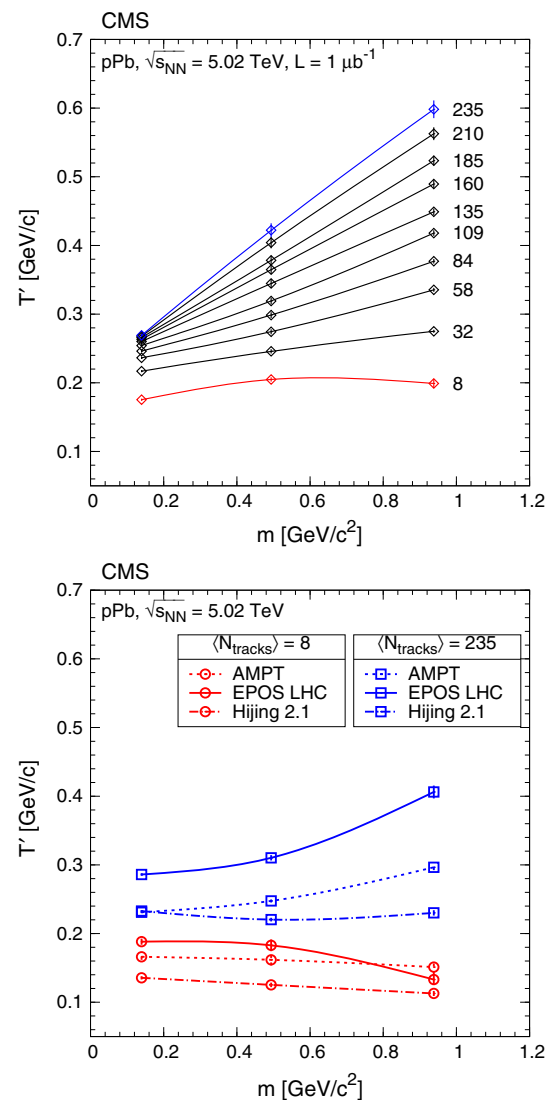 CMS
pPb, √sNN = 5.02 TeV, L = 1 μb-1
0.7
0.6
0.5
0.4
0.3
0.2
0.1
T′ [GeV/c]
235
210
185
160
135
109
84
58
32
8
0 0.2 0.4 0.6 0.8 1 1.2
m [GeV/c2]
CMS
pPb, √sNN = 5.02 TeV
⟨Ntracks⟩ = 8 ⟨Ntracks⟩ = 235
AMPT AMPT
EPOS LHC EPOS LHC
Hijing 2.1 Hijing 2.1
0.7
0.6
0.5
0.4
0.3
0.2
0.1
T′ [GeV/c]
0 0.2 0.4 0.6 0.8 1 1.2
m [GeV/c2]